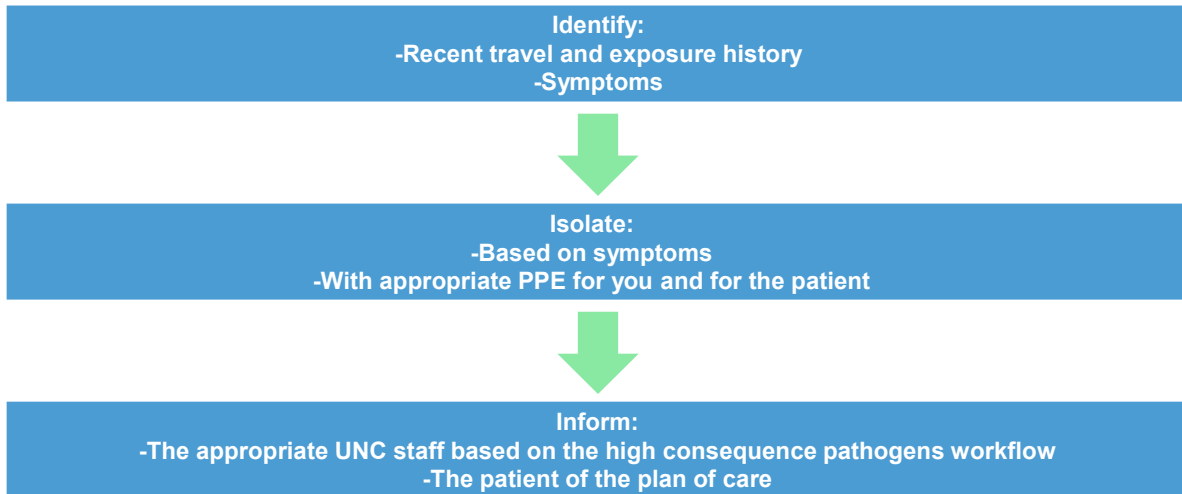 Identify:
-Recent travel and exposure history
-Symptoms
Isolate:
-Based on symptoms
-With appropriate PPE for you and for the patient
Inform:
-The appropriate UNC staff based on the high consequence pathogens workflow
-The patient of the plan of care